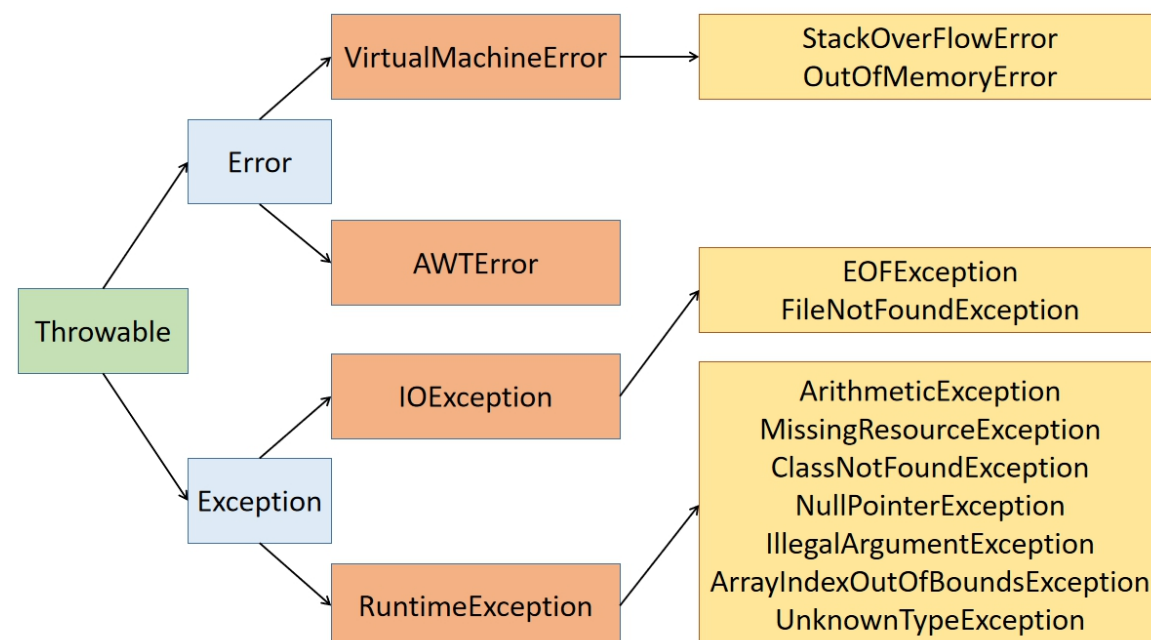 Throwable
Error
Exception
VirtualMachineError
AWTError
IOException
RuntimeException
StackOverFlowError
OutOfMemoryError
EOFException
FileNotFoundException
ArithmeticException
MissingResourceException
ClassNotFoundException
NullPointerException
IllegalArgumentException
ArrayIndexOutOfBoundsException
UnknownTypeException